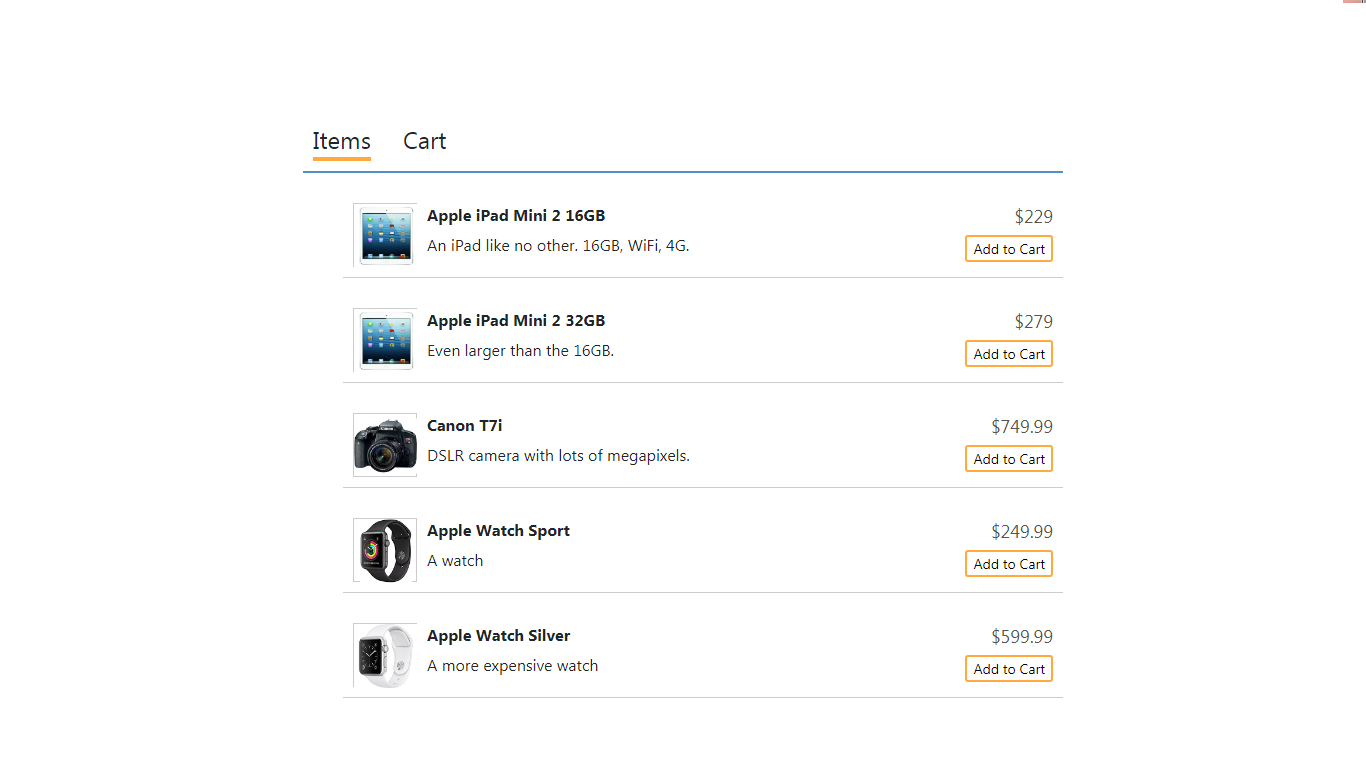 Items Cart
Apple iPad Mini 2 16GB $229
An iPad like no other. 16GB, WiFi, 4G. Add to Cart
Apple iPad Mini 2 32GB $279
Even larger than the 16GB. Add to Cart
Canon T7i $749.99
DSLR camera with lots of megapixels. Add to Cart
Apple Watch Sport $249.99
A watch Add to Cart
Apple Watch Silver $599.99
A more expensive watch Add to Cart